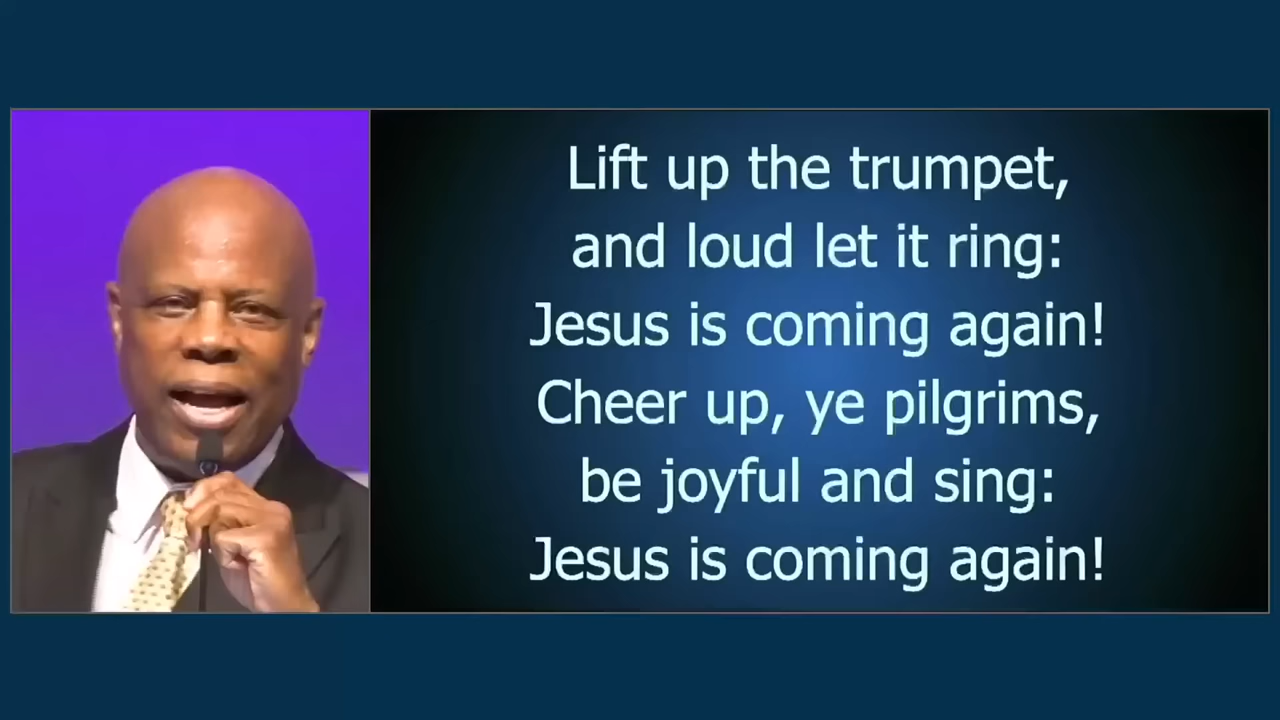 Lift up the trumpet,
and loud let it ring:
Jesus is coming again!
Cheer up, ye pilgrims,
be joyful and sing:
Jesus is coming again!